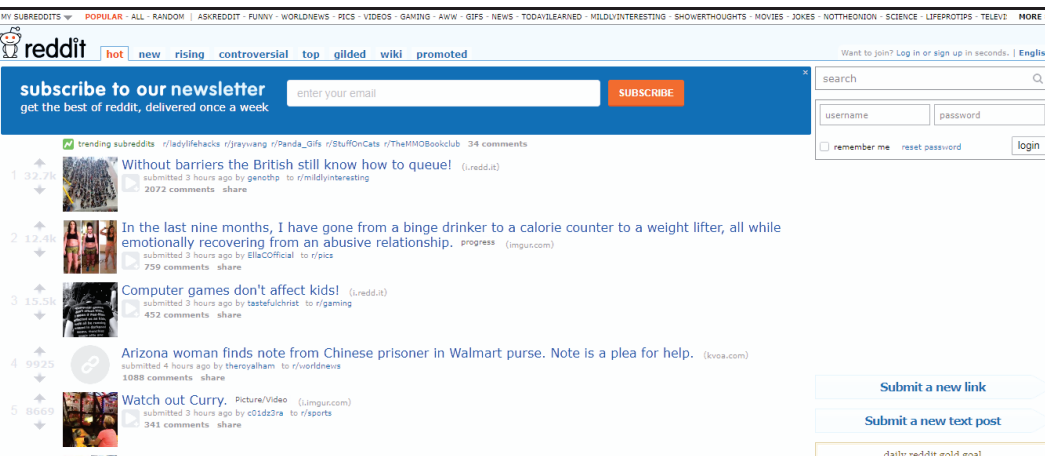 MY SUBREDDITS POPULAR - ALL - RANDOM | ASKREDDIT - FUNNY - WORLDNEWS - PICS - VIDEOS - GAMING - AWW - GIFS - NEWS - TODAYILEARNED - MILDLYINTERESTING - SHOWERTHOUGHTS - MOVIES - JOKES - NOTTHEONION - SCIENCE - LIFEPROTIPS - TELEVI MORE
reddit hot new rising controversial top gilded wiki promoted
Want to join? Log in or sign up in seconds. | Englis
subscribe to our newsletter
get the best of reddit, delivered once a week
enter your email
SUBSCRIBE
×
search
username password
remember me reset password login
trending subreddits r/ladylifehacks r/jraywang r/Panda_Gifs r/StuffOnCats r/TheMMOBookclub 34 comments
1 32.7k
Without barriers the British still know how to queue! (i.redd.it)
submitted 3 hours ago by genothp to r/mildlyinteresting
2072 comments share
2 12.4k
In the last nine months, I have gone from a binge drinker to a calorie counter to a weight lifter, all while
emotionally recovering from an abusive relationship. progress (imgur.com)
submitted 3 hours ago by EllaCOfficial to r/pics
759 comments share
3 15.5k
Computer games don't affect kids! (i.redd.it)
submitted 3 hours ago by tastefulchrist to r/gaming
452 comments share
4 9925
Arizona woman finds note from Chinese prisoner in Walmart purse. Note is a plea for help. (kvoa.com)
submitted 4 hours ago by theroyalham to r/worldnews
1088 comments share
5 8669
Watch out Curry. Picture/Video (i.imgur.com)
submitted 3 hours ago by c01dz3ra to r/sports
341 comments share
Submit a new link
Submit a new text post
daily reddit gold goal